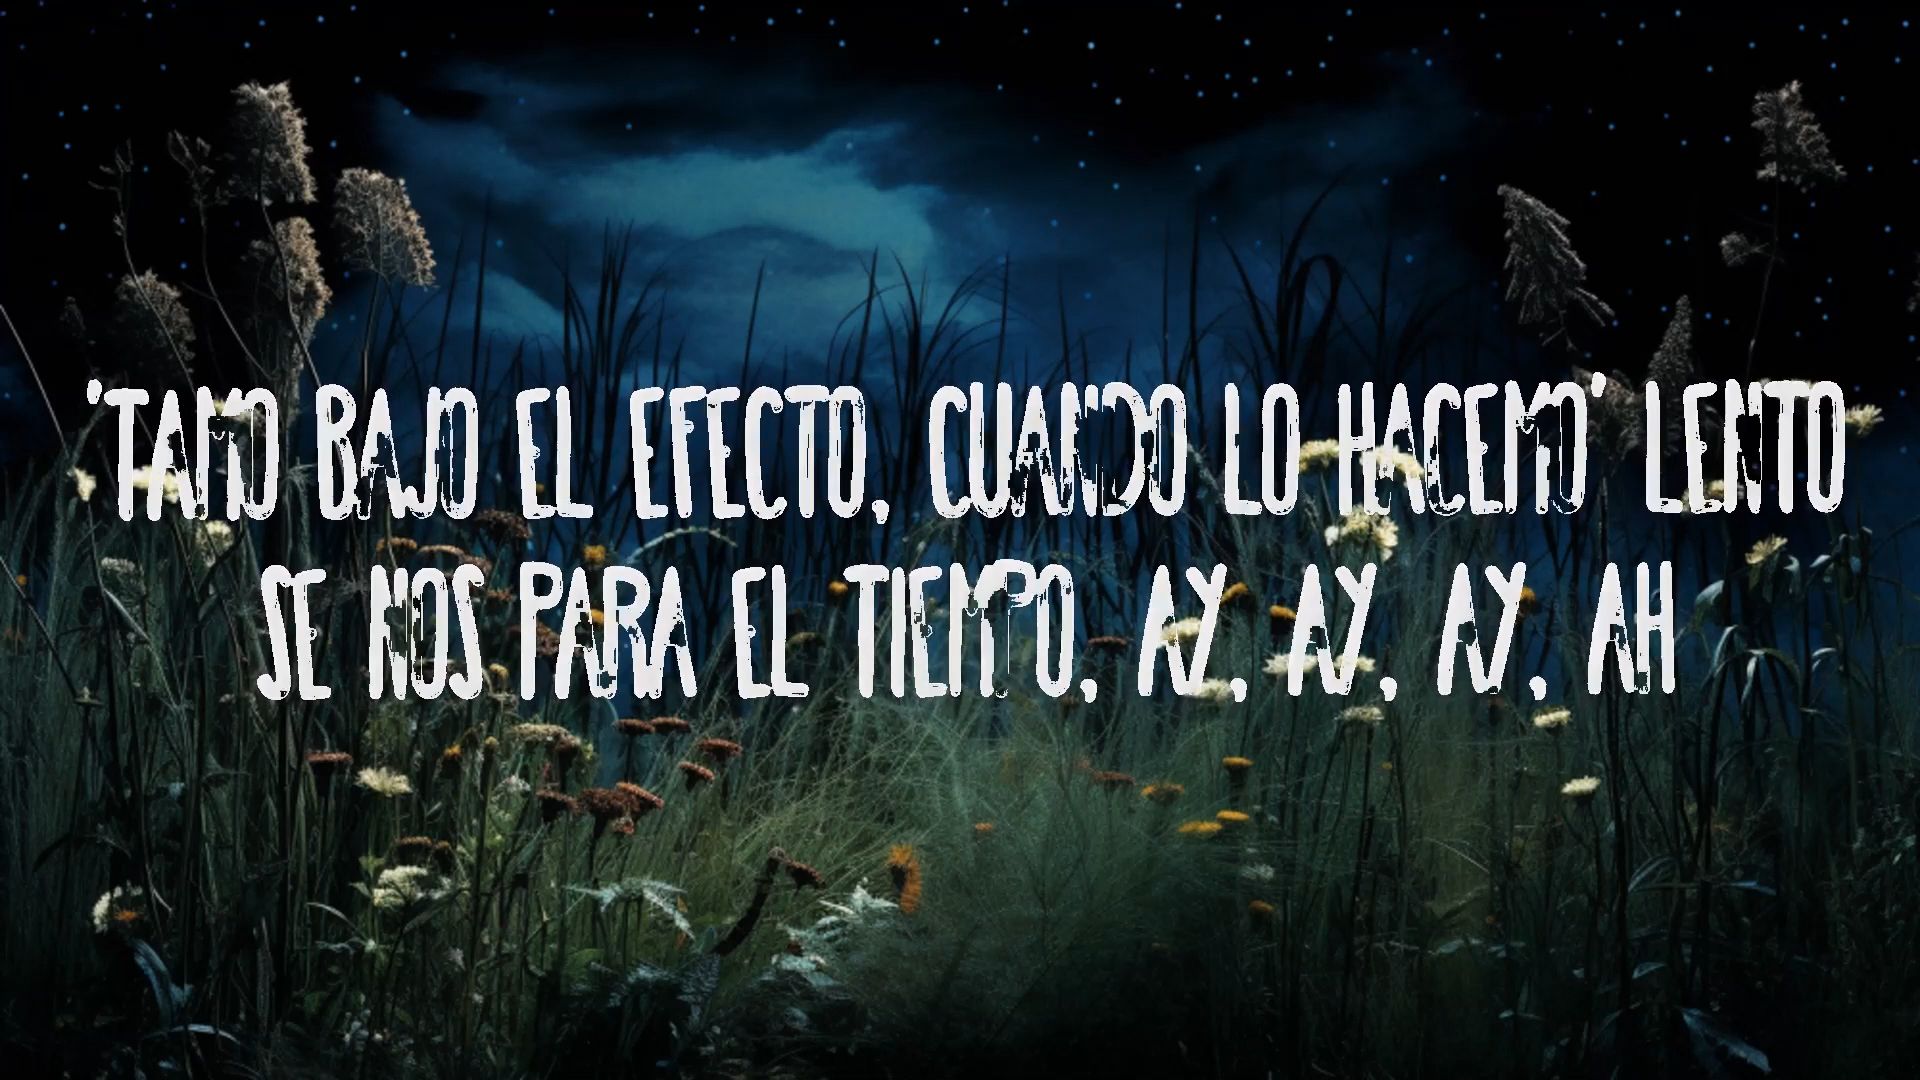 'TAMO BAJO EL EFECTO, CUANDO LO HACEMO' LENTO
SE NOS PARA EL TIEMPO, AY, AY, AY, AH